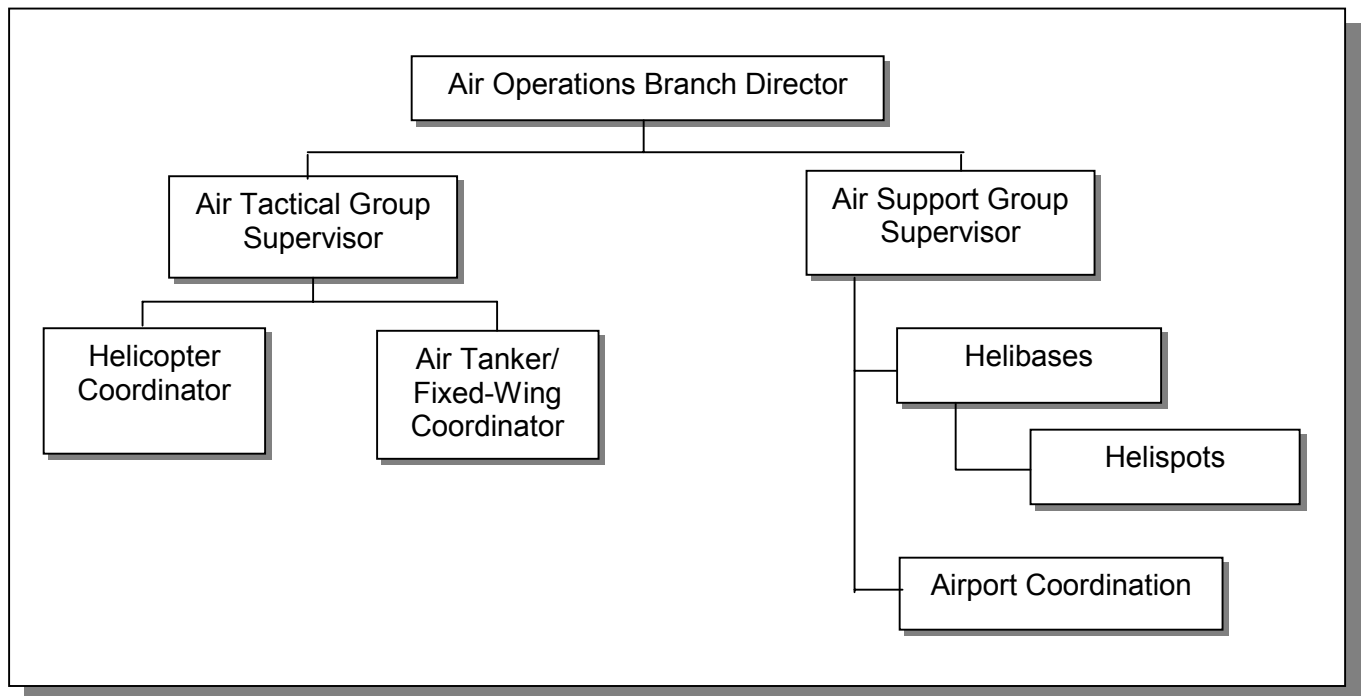 Air Operations Branch Director
Air Tactical Group
Supervisor
Air Support Group
Supervisor
Helicopter
Coordinator
Air Tanker/
Fixed-Wing
Coordinator
Helibases
Helispots
Airport Coordination